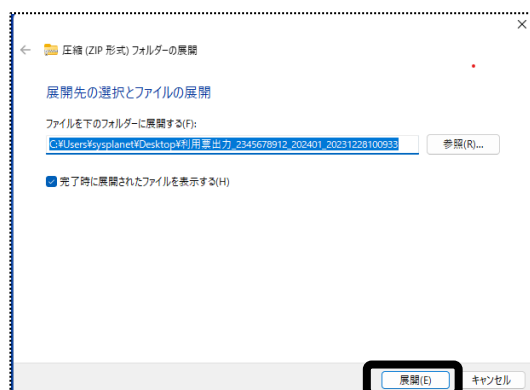 圧縮 (ZIP 形式) フォルダーの展開
展開先の選択とファイルの展開
ファイルを下のフォルダーに展開する(F):
C:¥Users¥sysplanet¥Desktop¥利用票出力_2345678912_202401_20231228100933
参照(R)...
完了時に展開されたファイルを表示する(H)
展開(E)
キャンセル